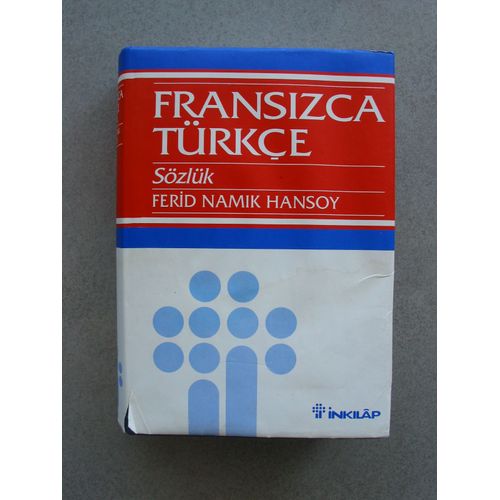 FRANSIZCA
TÜRKÇE
Sözlük
FERİD NAMIK HANSOY
İNKILÂP